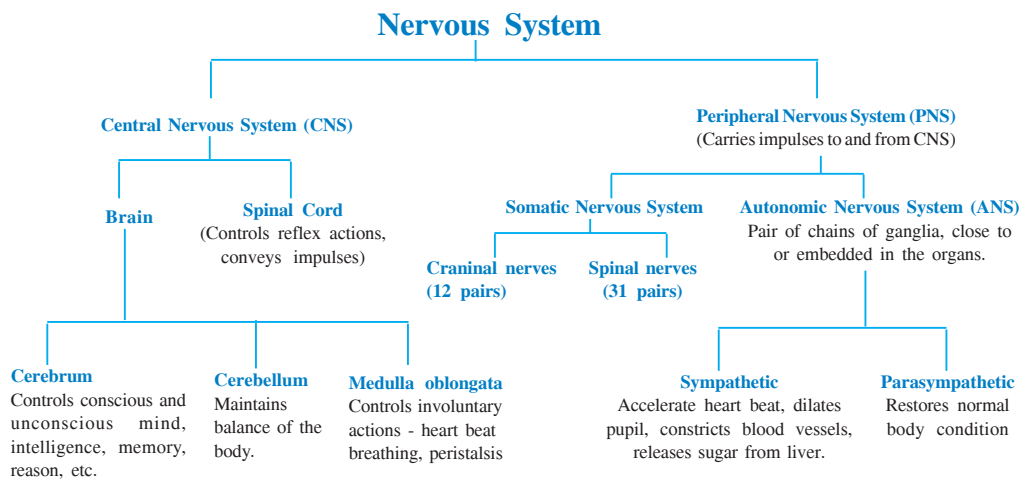 Nervous System
Central Nervous System (CNS)
Peripheral Nervous System (PNS)
(Carries impulses to and from CNS)
Brain
Spinal Cord
(Controls reflex actions,
conveys impulses)
Somatic Nervous System
Craninal nerves
(12 pairs)
Spinal nerves
(31 pairs)
Autonomic Nervous System (ANS)
Pair of chains of ganglia, close to
or embedded in the organs.
Cerebrum
Controls conscious and
unconscious mind,
intelligence, memory,
reason, etc.
Cerebellum
Maintains
balance of the
body.
Medulla oblongata
Controls involuntary
actions - heart beat
breathing, peristalsis
Sympathetic
Accelerate heart beat, dilates
pupil, constricts blood vessels,
releases sugar from liver.
Parasympathetic
Restores normal
body condition